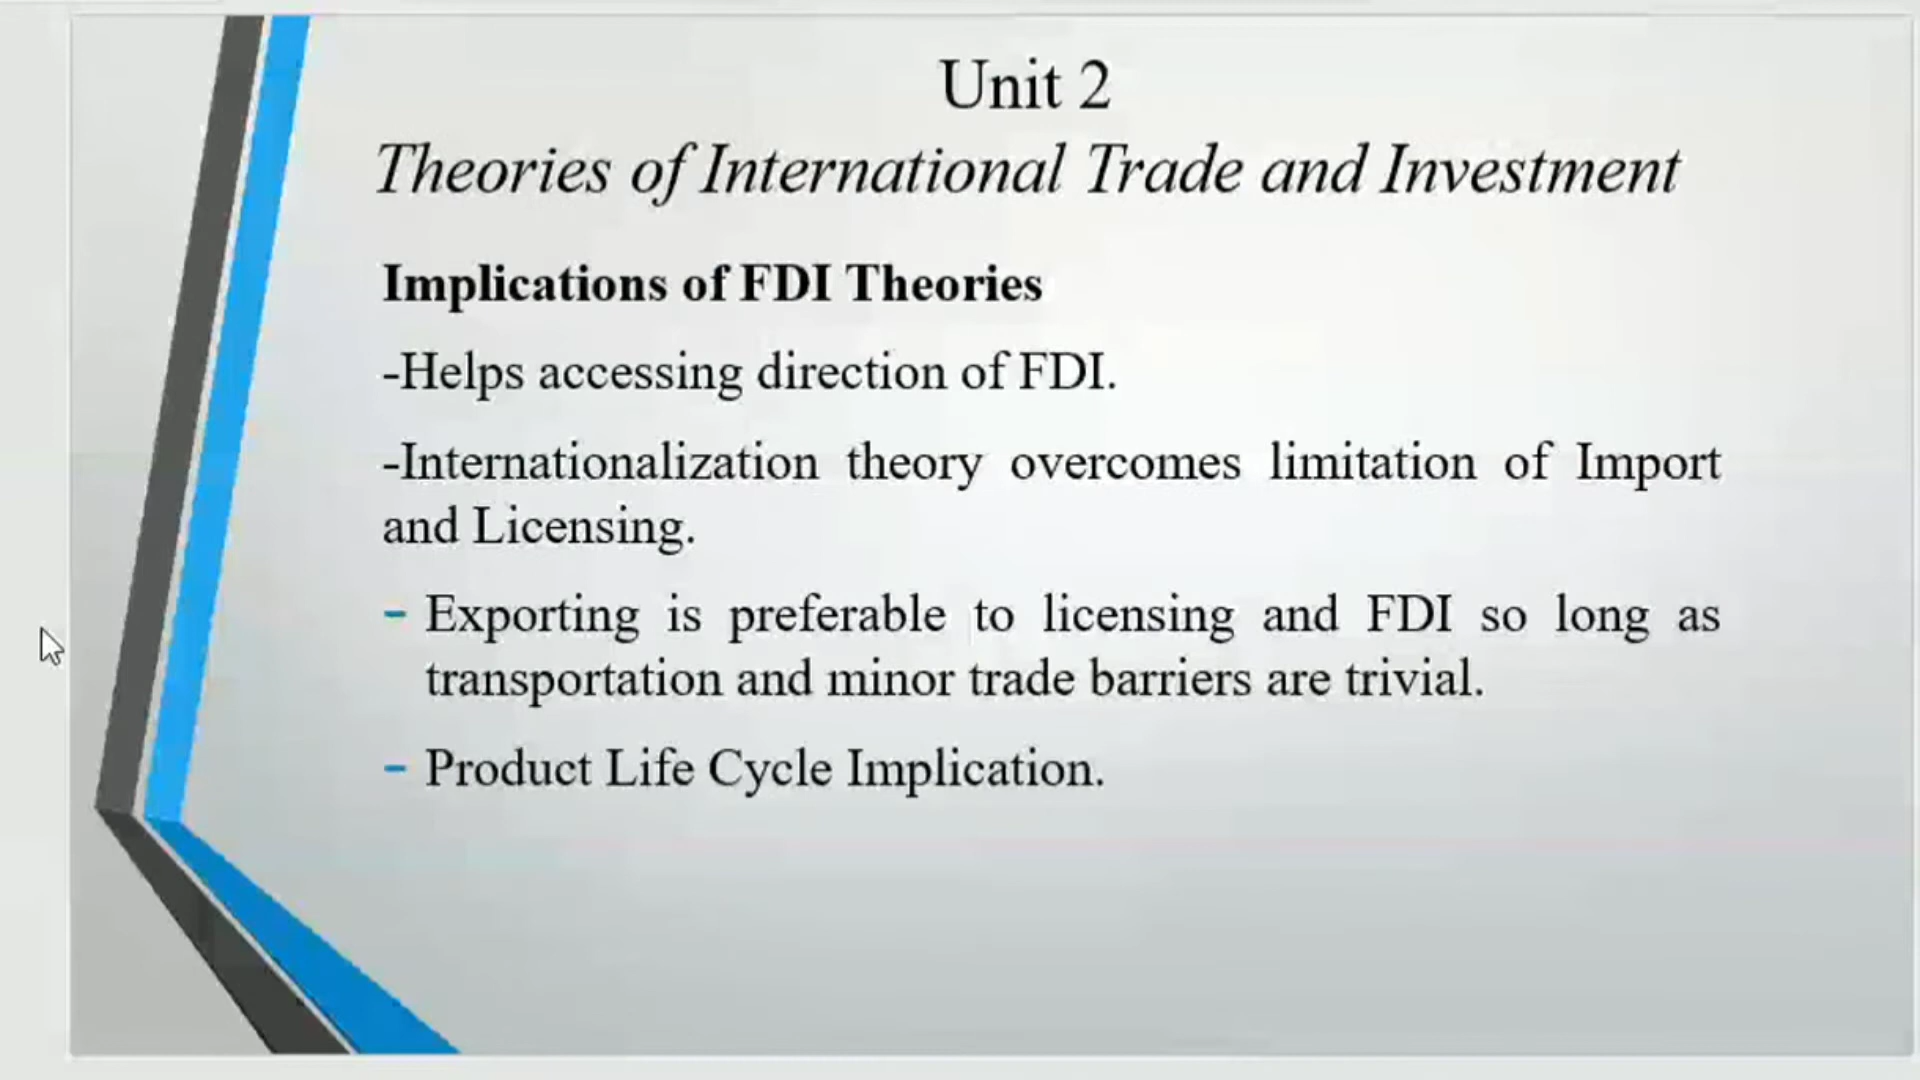 Unit 2
Theories of International Trade and Investment
Implications of FDI Theories
-Helps accessing direction of FDI.
-Internationalization theory overcomes limitation of Import
and Licensing.
- Exporting is preferable to licensing and FDI so long as
transportation and minor trade barriers are trivial.
- Product Life Cycle Implication.